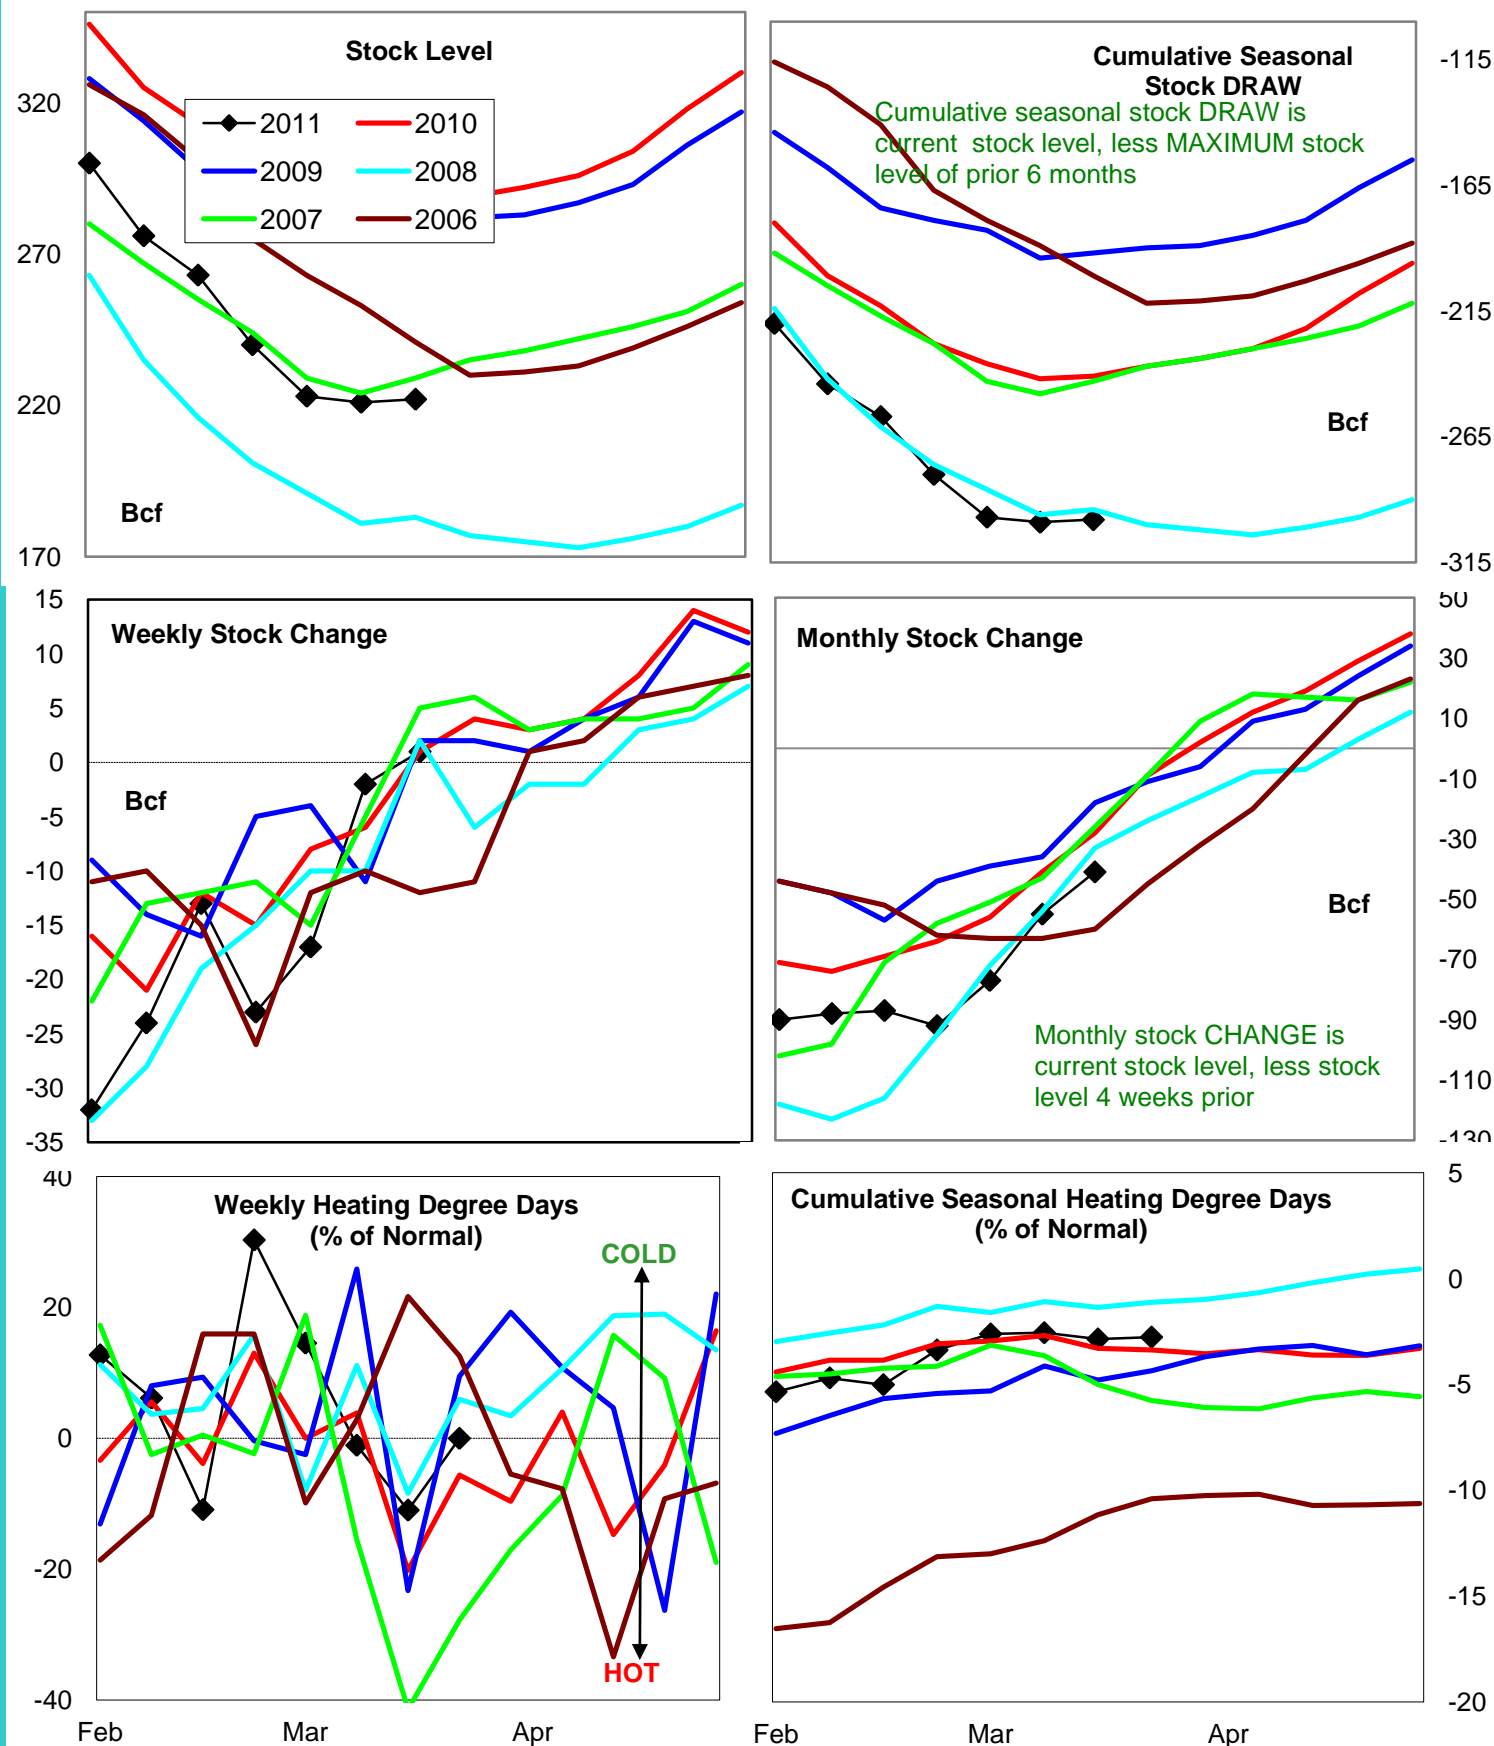 Stock Level
320
270
220
170
2011
2010
2009
2008
2007
2006
Bcf
Cumulative Seasonal
Stock DRAW
Cumulative seasonal stock DRAW is
current stock level, less MAXIMUM stock
level of prior 6 months
-115
-165
-215
-265
-315
Bcf
Weekly Stock Change
15
10
5
0
-5
-10
-15
-20
-25
-30
-35
Bcf
Monthly Stock Change
50
30
10
-10
-30
-50
-70
-90
-110
-130
Bcf
Monthly stock CHANGE is
current stock level, less stock
level 4 weeks prior
Weekly Heating Degree Days
(% of Normal)
40
20
0
-20
-40
COLD
HOT
Feb
Mar
Apr
Cumulative Seasonal Heating Degree Days
(% of Normal)
5
0
-5
-10
-15
-20
Feb
Mar
Apr